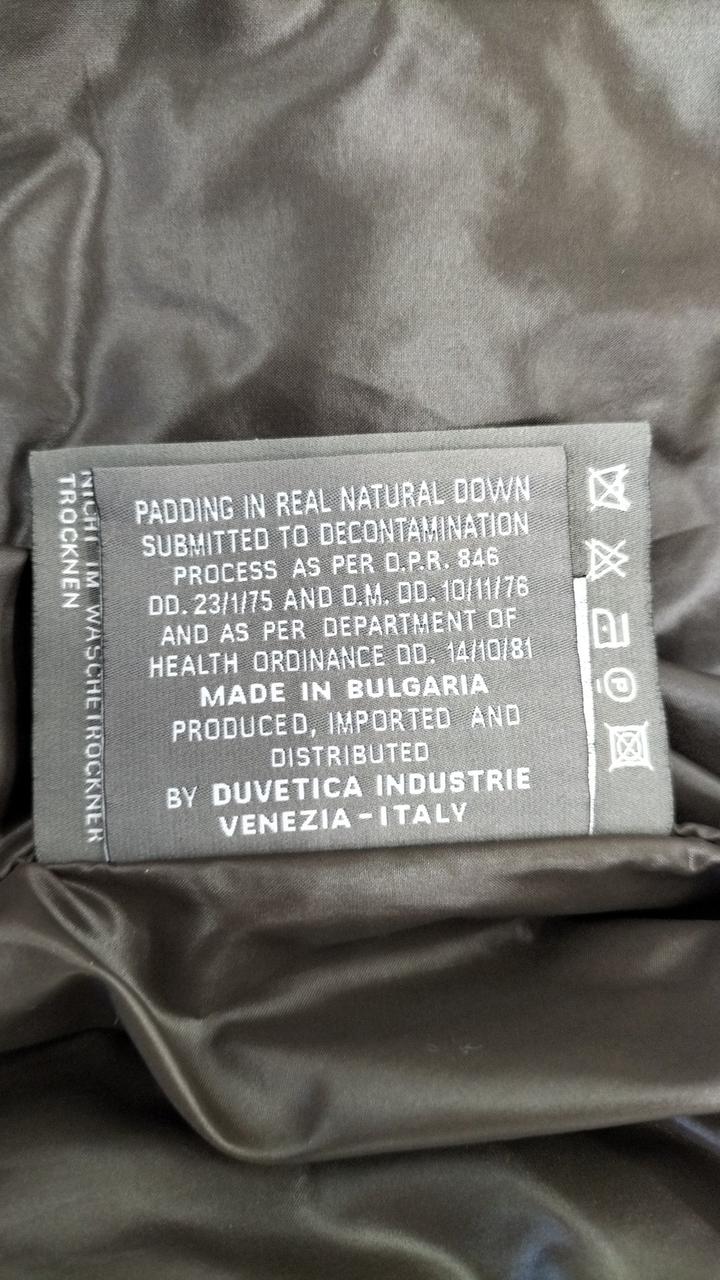 PADDING IN REAL NATURAL DOWN
SUBMITTED TO DECONTAMINATION
PROCESS AS PER D.P.R. 846
DD. 23/1/75 AND D.M. DD. 10/11/76
AND AS PER DEPARTMENT OF
HEALTH ORDINANCE DD. 14/10/81
MADE IN BULGARIA
PRODUCED, IMPORTED AND
DISTRIBUTED
BY DUVETICA INDUSTRIE
VENEZIA-ITALY
NICHT IM WASCHETROCKNER
TROCKNEN
P